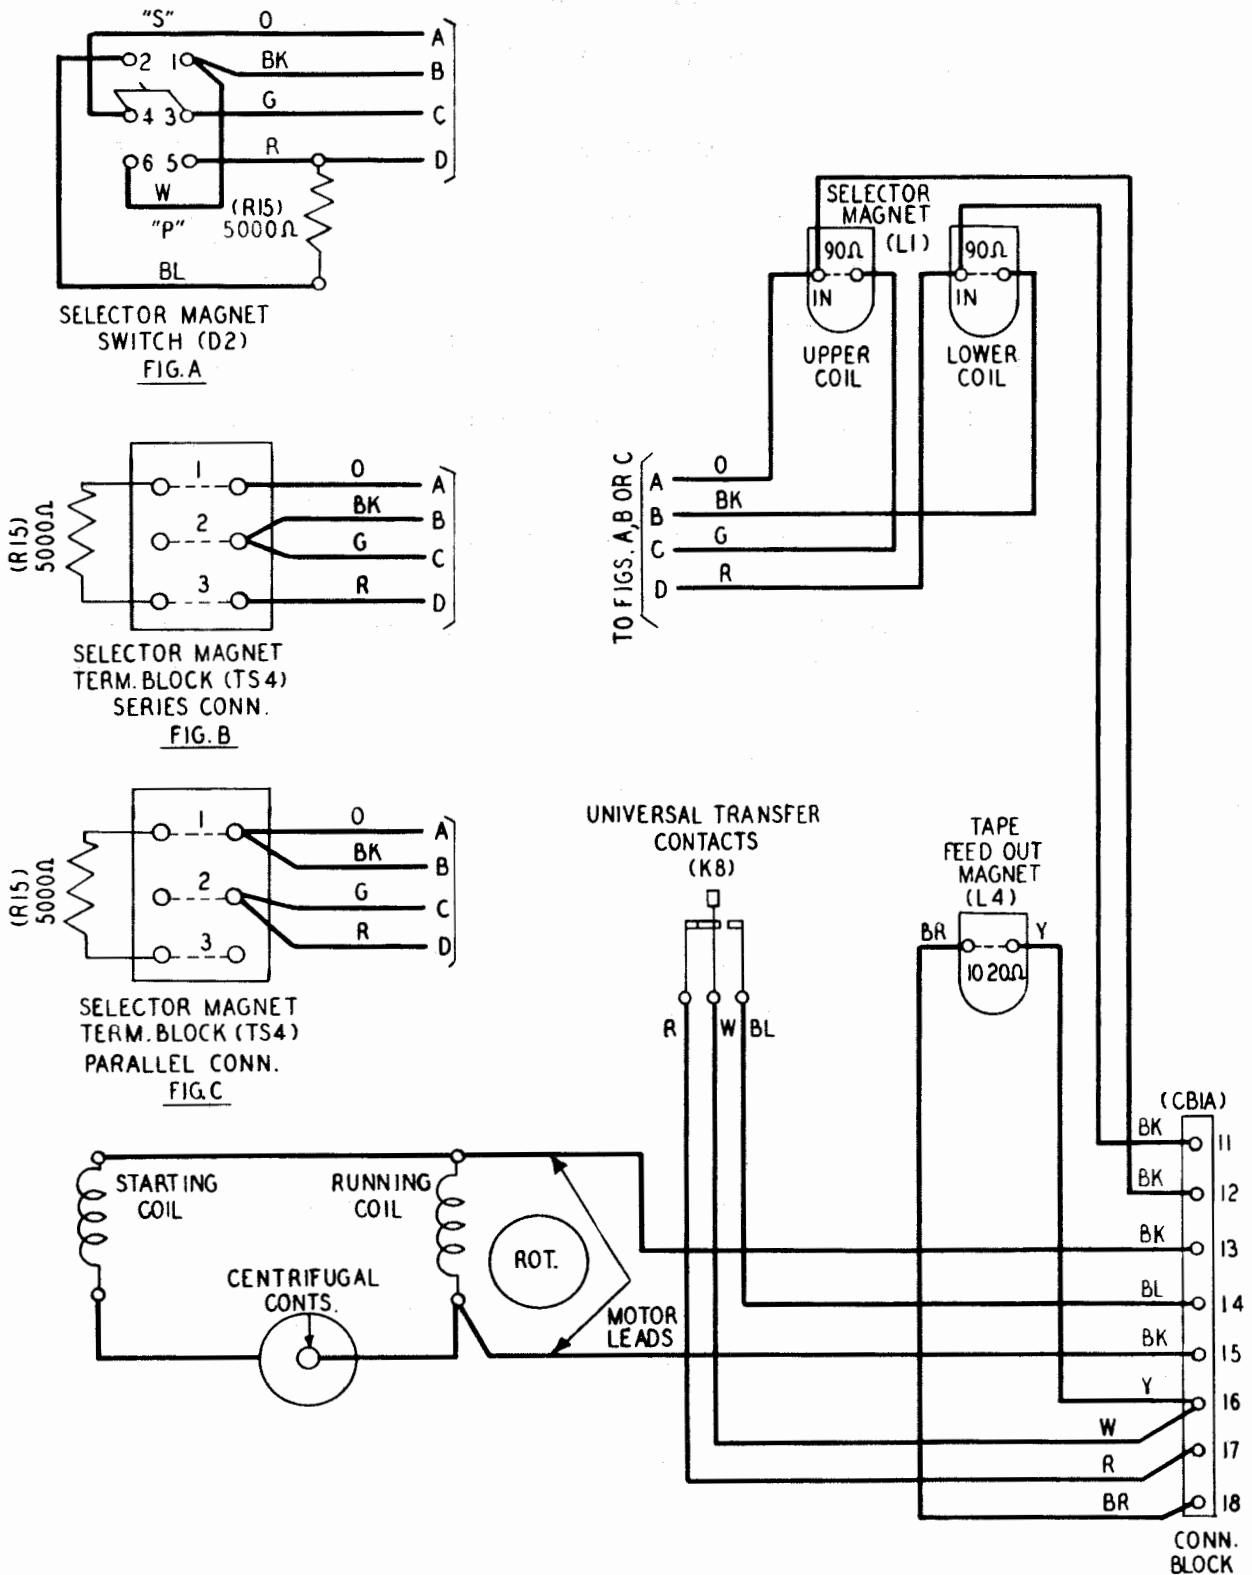 "S"
O
A
2 1
BK
B
4 3
G
C
6 5
R
D
W
"P"
(R15)
5000Ω
BL
SELECTOR MAGNET
SWITCH (D2)
FIG. A
1
O
A
2
BK
B
G
C
3
R
D
(R15)
5000Ω
SELECTOR MAGNET
TERM. BLOCK (TS4)
SERIES CONN.
FIG. B
1
O
A
BK
B
2
G
C
3
R
D
(R15)
5000Ω
SELECTOR MAGNET
TERM. BLOCK (TS4)
PARALLEL CONN.
FIG. C
SELECTOR
MAGNET
(L1)
90Ω
IN
UPPER
COIL
90Ω
IN
LOWER
COIL
TO FIGS. A, B OR C
A
O
B
BK
C
G
D
R
UNIVERSAL TRANSFER
CONTACTS
(K8)
R
W
BL
TAPE
FEED OUT
MAGNET
(L4)
BR
Y
1020Ω
STARTING
COIL
RUNNING
COIL
ROT.
CENTRIFUGAL
CONTS.
MOTOR
LEADS
(CB1A)
BK
11
BK
12
BK
13
BL
14
BK
15
Y
16
W
R
17
BR
18
CONN.
BLOCK